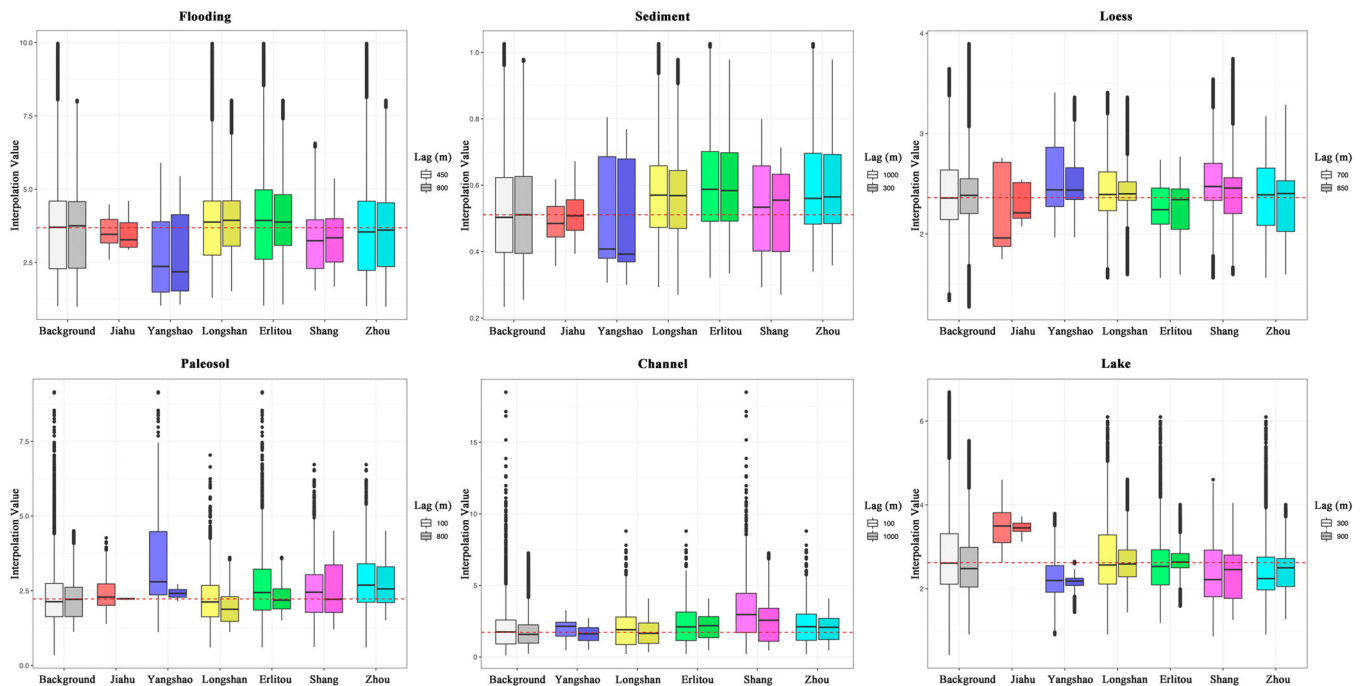 Flooding
Interpolation Value
10.0
7.5
5.0
2.5
Background Jiahu Yangshao Longshan Erlitou Shang Zhou
Lag (m)
450
800
Sediment
Interpolation Value
1.0
0.8
0.6
0.4
0.2
Background Jiahu Yangshao Longshan Erlitou Shang Zhou
Lag (m)
1000
300
Loess
Interpolation Value
4
3
2
Background Jiahu Yangshao Longshan Erlitou Shang Zhou
Lag (m)
700
850
Paleosol
Interpolation Value
7.5
5.0
2.5
0.0
Background Jiahu Yangshao Longshan Erlitou Shang Zhou
Lag (m)
100
800
Channel
Interpolation Value
15
10
5
0
Background Yangshao Longshan Erlitou Shang Zhou
Lag (m)
100
1000
Lake
Interpolation Value
6
4
2
Background Jiahu Yangshao Longshan Erlitou Shang Zhou
Lag (m)
300
900